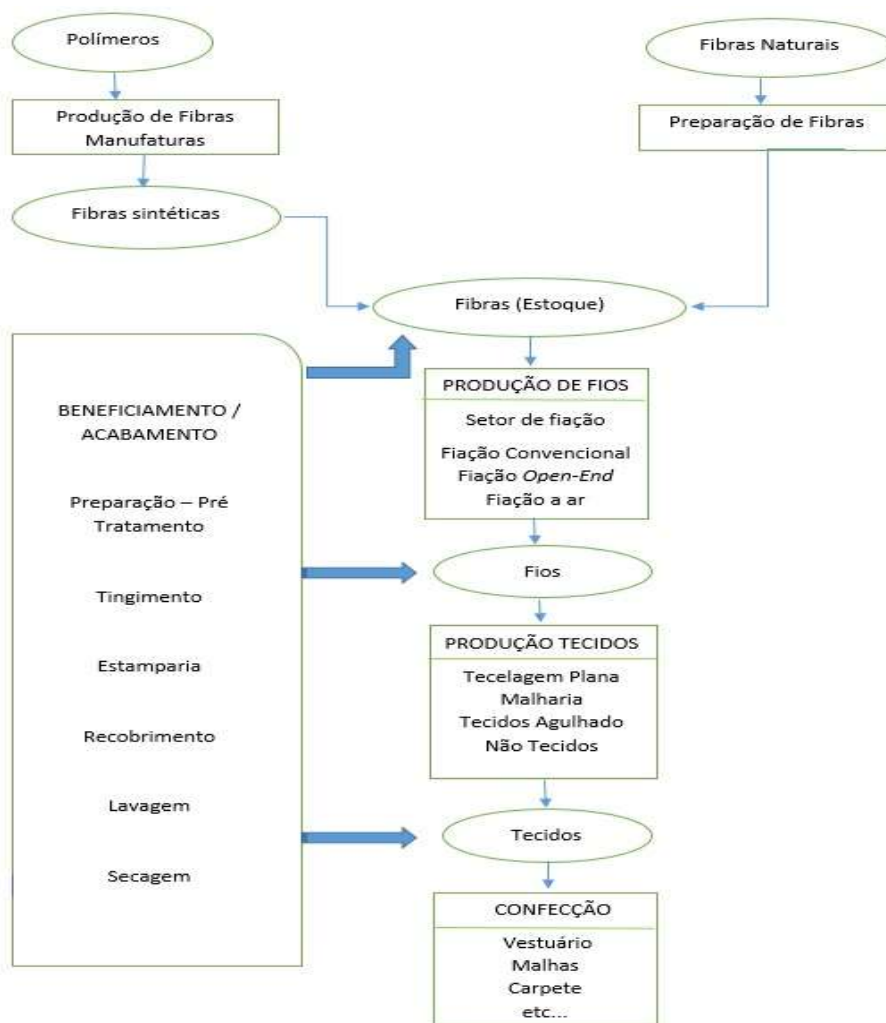 Polímeros
Fibras Naturais
Produção de Fibras
Manufaturas
Preparação de Fibras
Fibras sintéticas
Fibras (Estoque)
BENEFICIAMENTO /
ACABAMENTO
Preparação – Pré
Tratamento
Tingimento
Estamparia
Recobrimento
Lavagem
Secagem
PRODUÇÃO DE FIOS
Setor de fiação
Fiação Convencional
Fiação Open-End
Fiação a ar
Fios
PRODUÇÃO TECIDOS
Tecelagem Plana
Malharia
Tecidos Agulhado
Não Tecidos
Tecidos
CONFECÇÃO
Vestuário
Malhas
Carpete
etc...